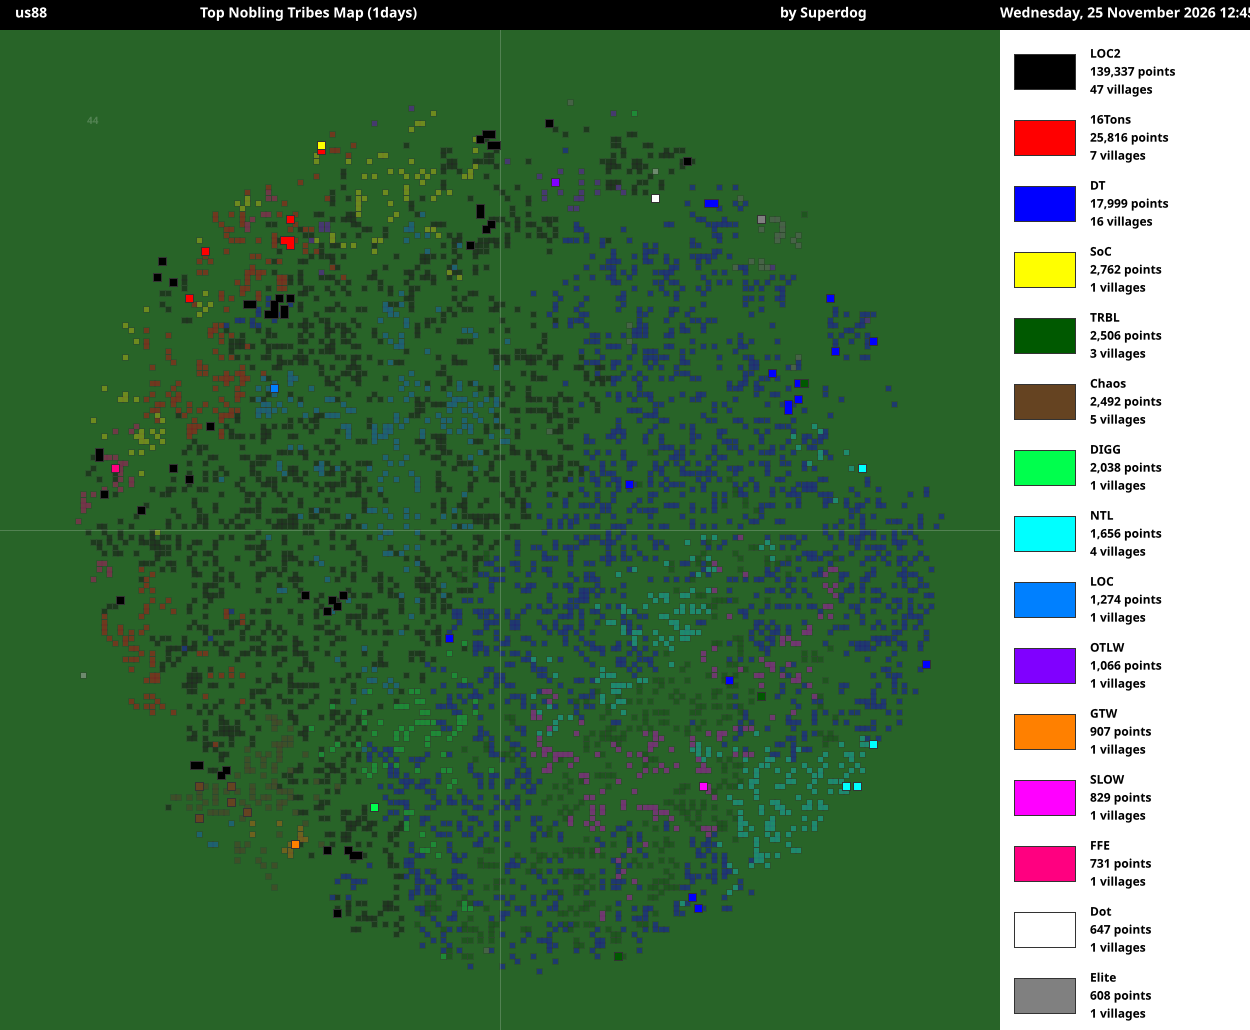 us88 Top Nobling Tribes Map (1days) by Superdog Wednesday, 25 November 2026 12:45
44
LOC2
139,337 points
47 villages
16Tons
25,816 points
7 villages
DT
17,999 points
16 villages
SoC
2,762 points
1 villages
TRBL
2,506 points
3 villages
Chaos
2,492 points
5 villages
DIGG
2,038 points
1 villages
NTL
1,656 points
4 villages
LOC
1,274 points
1 villages
OTLW
1,066 points
1 villages
GTW
907 points
1 villages
SLOW
829 points
1 villages
FFE
731 points
1 villages
Dot
647 points
1 villages
Elite
608 points
1 villages